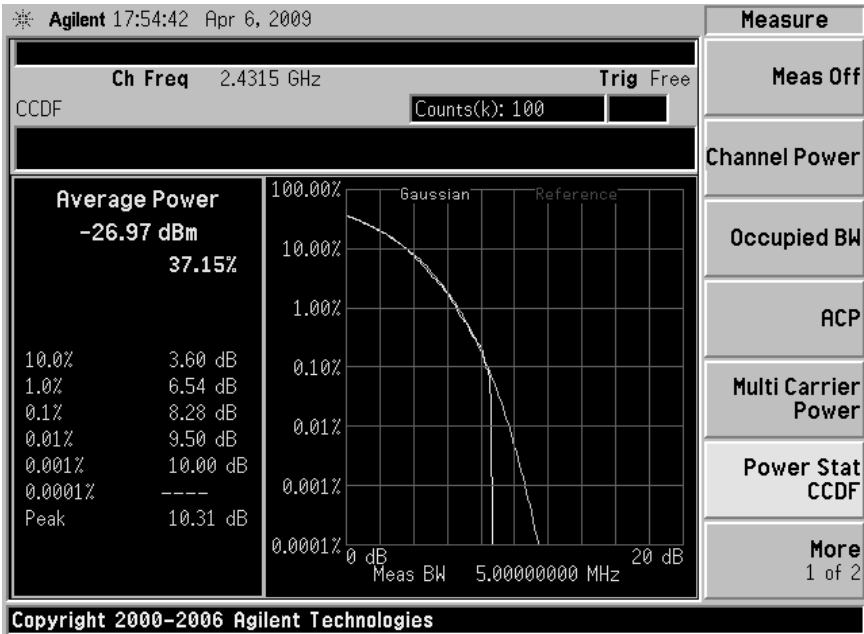 Agilent 17:54:42 Apr 6, 2009
Measure
Ch Freq 2.4315 GHz
Trig Free
CCDF
Counts(k): 100
Meas Off
Channel Power
Occupied BW
ACP
Multi Carrier
Power
Power Stat
CCDF
More
1 of 2
Average Power
-26.97 dBm
37.15%
10.0% 3.60 dB
1.0% 6.54 dB
0.1% 8.28 dB
0.01% 9.50 dB
0.001% 10.00 dB
0.0001% ----
Peak 10.31 dB
Gaussian
Reference
100.00%
10.00%
1.00%
0.10%
0.01%
0.001%
0.0001%
0 dB
20 dB
Meas BW 5.00000000 MHz
Copyright 2000-2006 Agilent Technologies